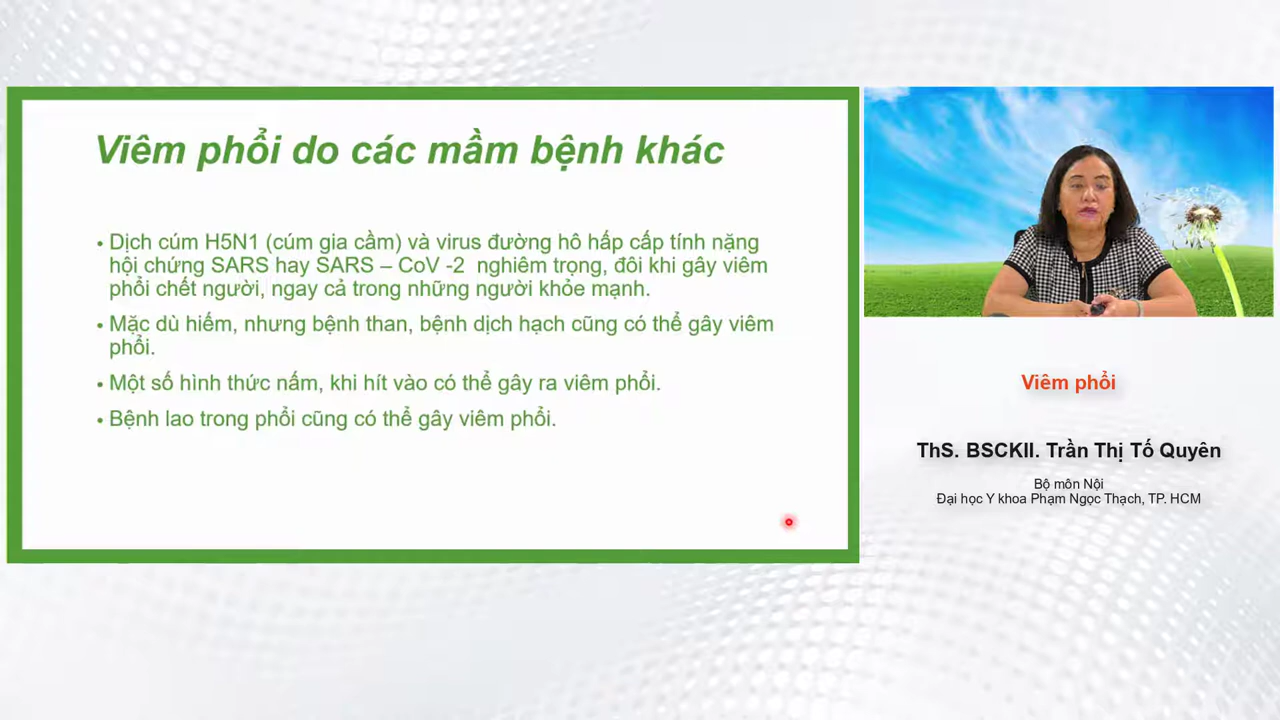 Viêm phổi do các mầm bệnh khác
• Dịch cúm H5N1 (cúm gia cầm) và virus đường hô hấp cấp tính nặng
hội chứng SARS hay SARS – CoV -2 nghiêm trọng, đôi khi gây viêm
phổi chết người, ngay cả trong những người khỏe mạnh.
• Mặc dù hiếm, nhưng bệnh than, bệnh dịch hạch cũng có thể gây viêm
phổi.
• Một số hình thức nấm, khi hít vào có thể gây ra viêm phổi.
• Bệnh lao trong phổi cũng có thể gây viêm phổi.
Viêm phổi
ThS. BSCKII. Trần Thị Tố Quyên
Bộ môn Nội
Đại học Y khoa Phạm Ngọc Thạch, TP. HCM